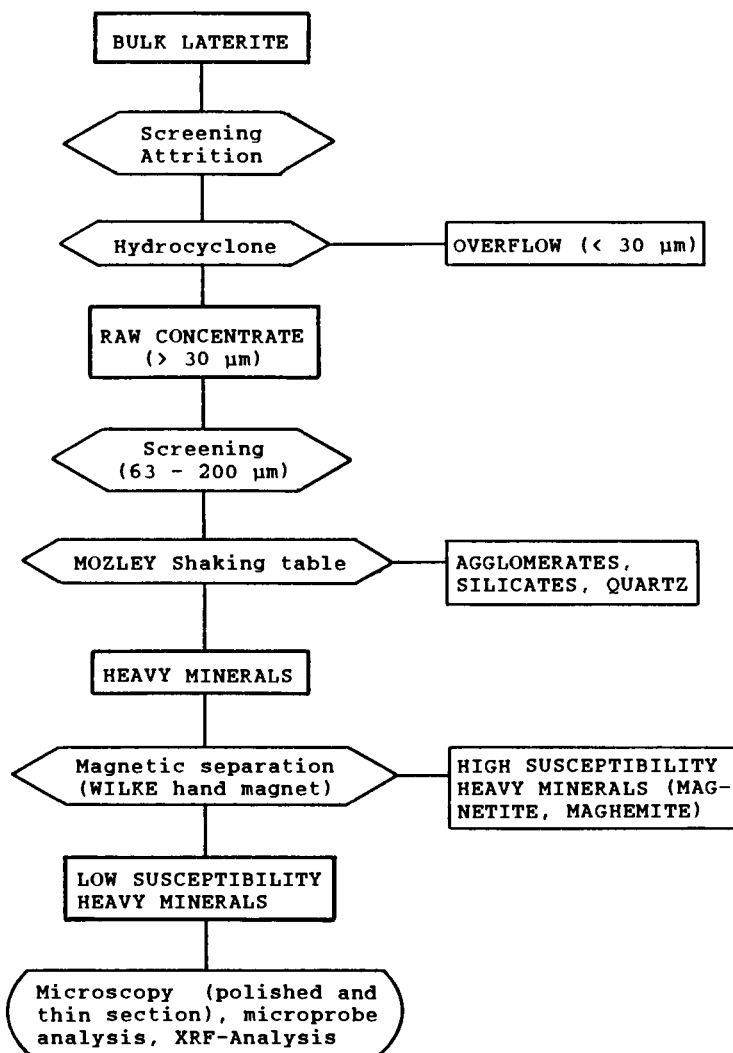 BULK LATERITE
Screening
Attrition
Hydrocyclone
OVERFLOW (< 30 µm)
RAW CONCENTRATE
(> 30 µm)
Screening
(63 - 200 µm)
MOZLEY Shaking table
AGGLOMERATES,
SILICATES, QUARTZ
HEAVY MINERALS
Magnetic separation
(WILKE hand magnet)
HIGH SUSCEPTIBILITY
HEAVY MINERALS (MAG-
NETITE, MAGHEMITE)
LOW SUSCEPTIBILITY
HEAVY MINERALS
Microscopy (polished and
thin section), microprobe
analysis, XRF-Analysis